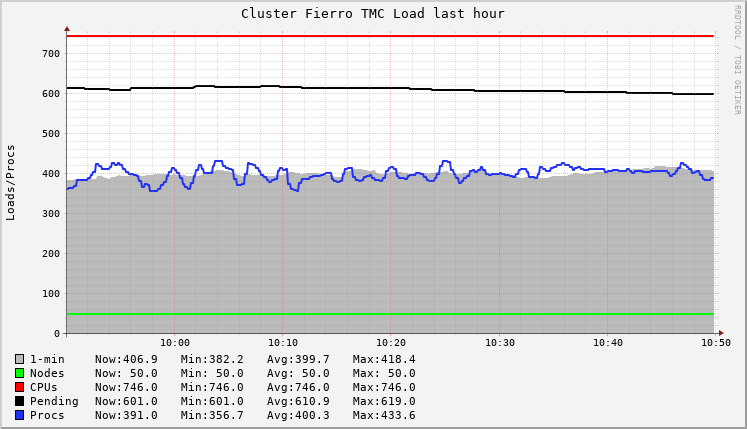 Cluster Fierro TMC Load last hour
RRDTOOL / TOBI OETIKER
Loads/Procs
700
600
500
400
300
200
100
0
10:00 10:10 10:20 10:30 10:40 10:50
1-min Now:406.9 Min:382.2 Avg:399.7 Max:418.4
Nodes Now: 50.0 Min: 50.0 Avg: 50.0 Max: 50.0
CPUs Now:746.0 Min:746.0 Avg:746.0 Max:746.0
Pending Now:601.0 Min:601.0 Avg:610.9 Max:619.0
Procs Now:391.0 Min:356.7 Avg:400.3 Max:433.6